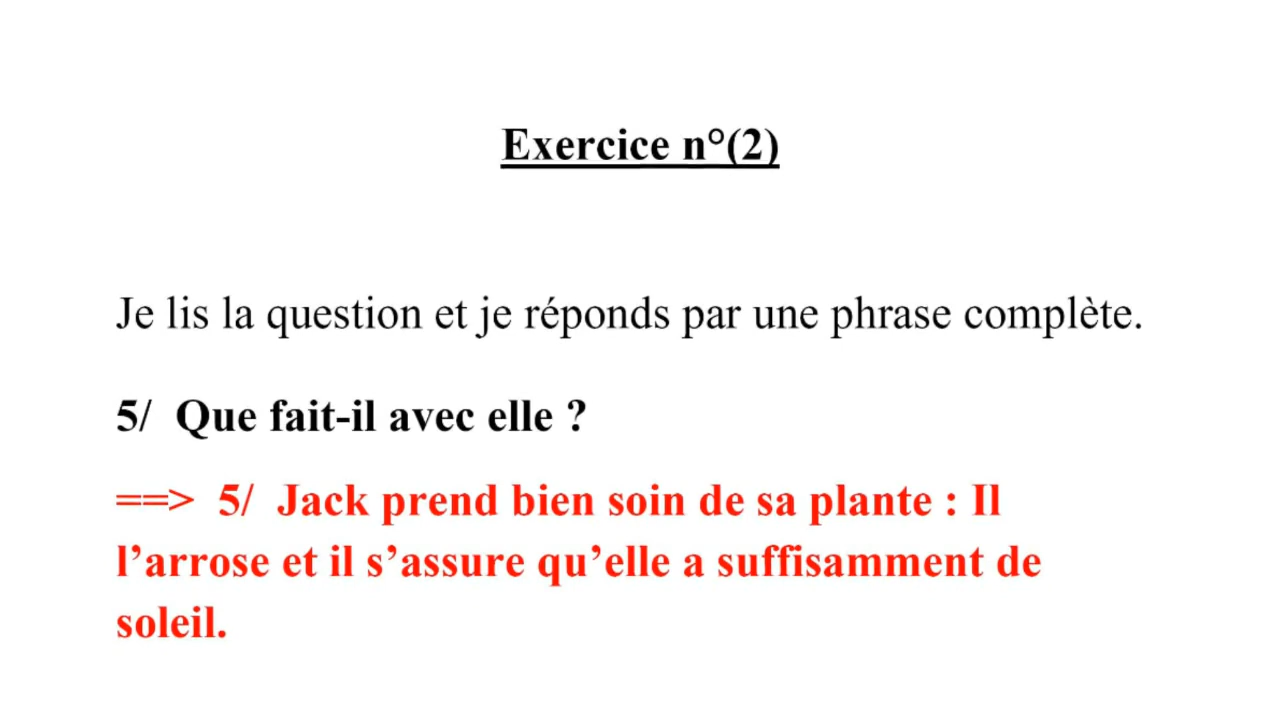 Exercice n°(2)
Je lis la question et je réponds par une phrase complète.
5/  Que fait-il avec elle ?
==>  5/  Jack prend bien soin de sa plante : Il
l’arrose et il s’assure qu’elle a suffisamment de
soleil.